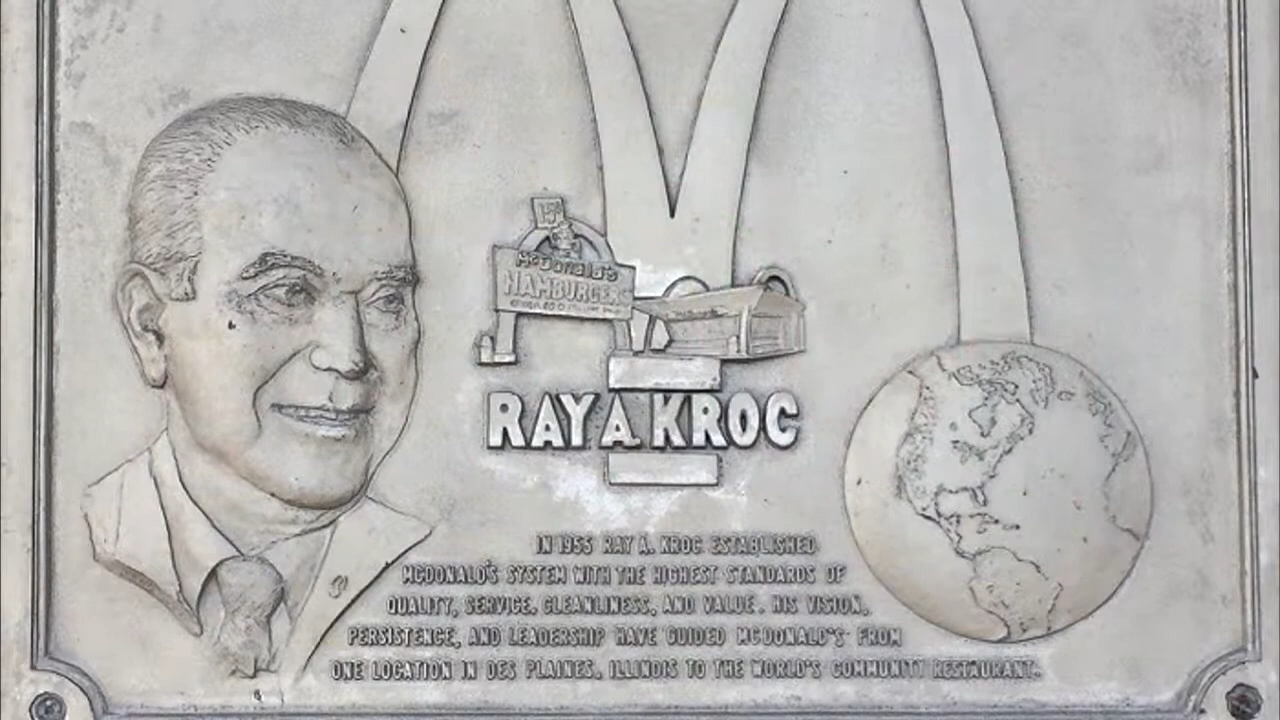 15¢
McDonald's
HAMBURGERS
RAY A. KROC
IN 1955 RAY A. KROC ESTABLISHED
MCDONALD'S SYSTEM WITH THE HIGHEST STANDARDS OF
QUALITY, SERVICE, CLEANLINESS, AND VALUE. HIS VISION,
PERSISTENCE, AND LEADERSHIP HAVE GUIDED MCDONALD'S FROM
ONE LOCATION IN DES PLAINES, ILLINOIS TO THE WORLD'S COMMUNITY RESTAURANT.